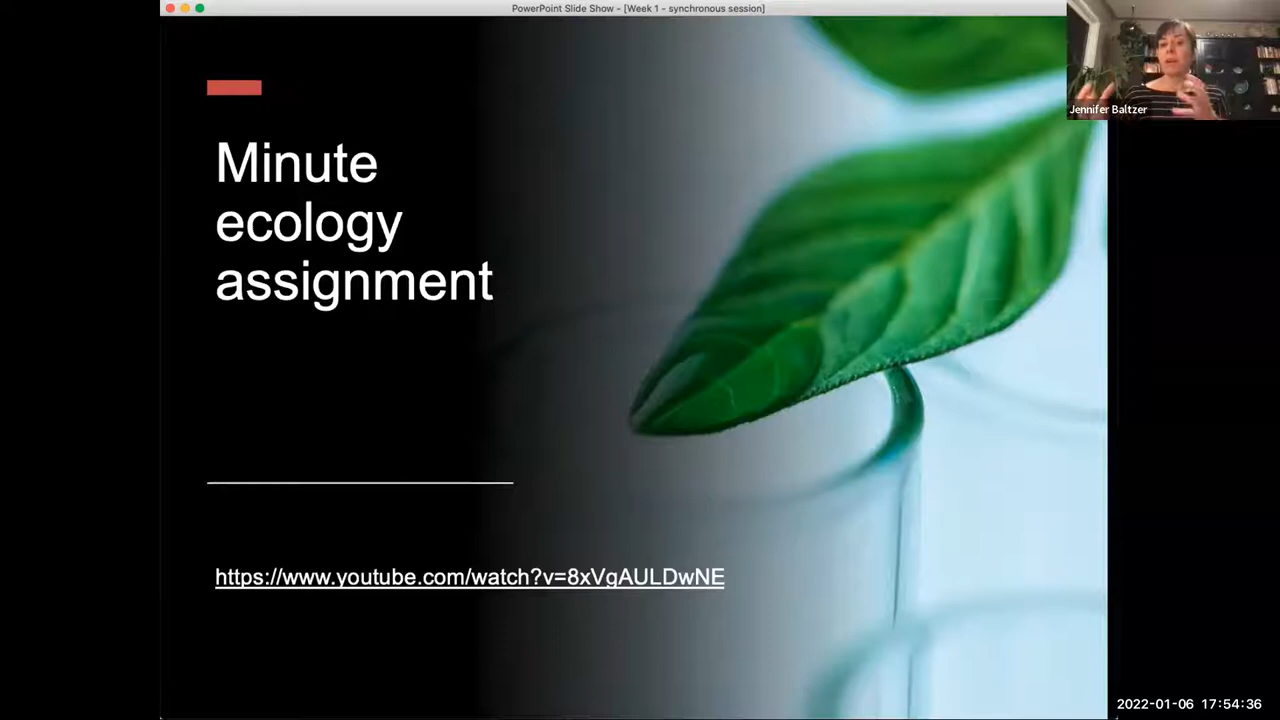 PowerPoint Slide Show - [Week 1 - synchronous session]
Jennifer Baltzer
Minute
ecology
assignment
https://www.youtube.com/watch?v=8xVgAULDwNE
2022-01-06 17:54:36